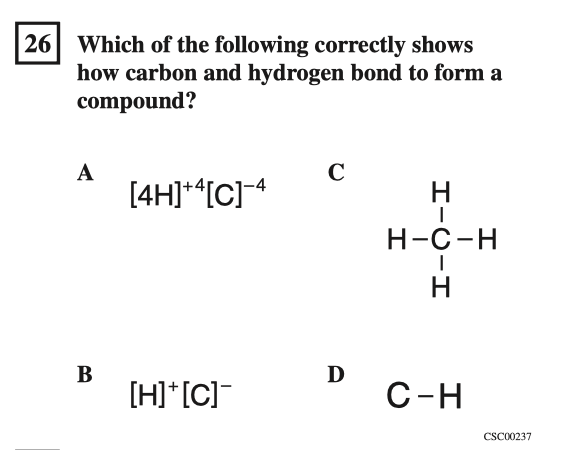 26 Which of the following correctly shows
how carbon and hydrogen bond to form a
compound?
A [4H]⁺⁴[C]⁻⁴
C
H
|
H–C–H
|
H
B [H]⁺[C]⁻
D C–H
CSC00237